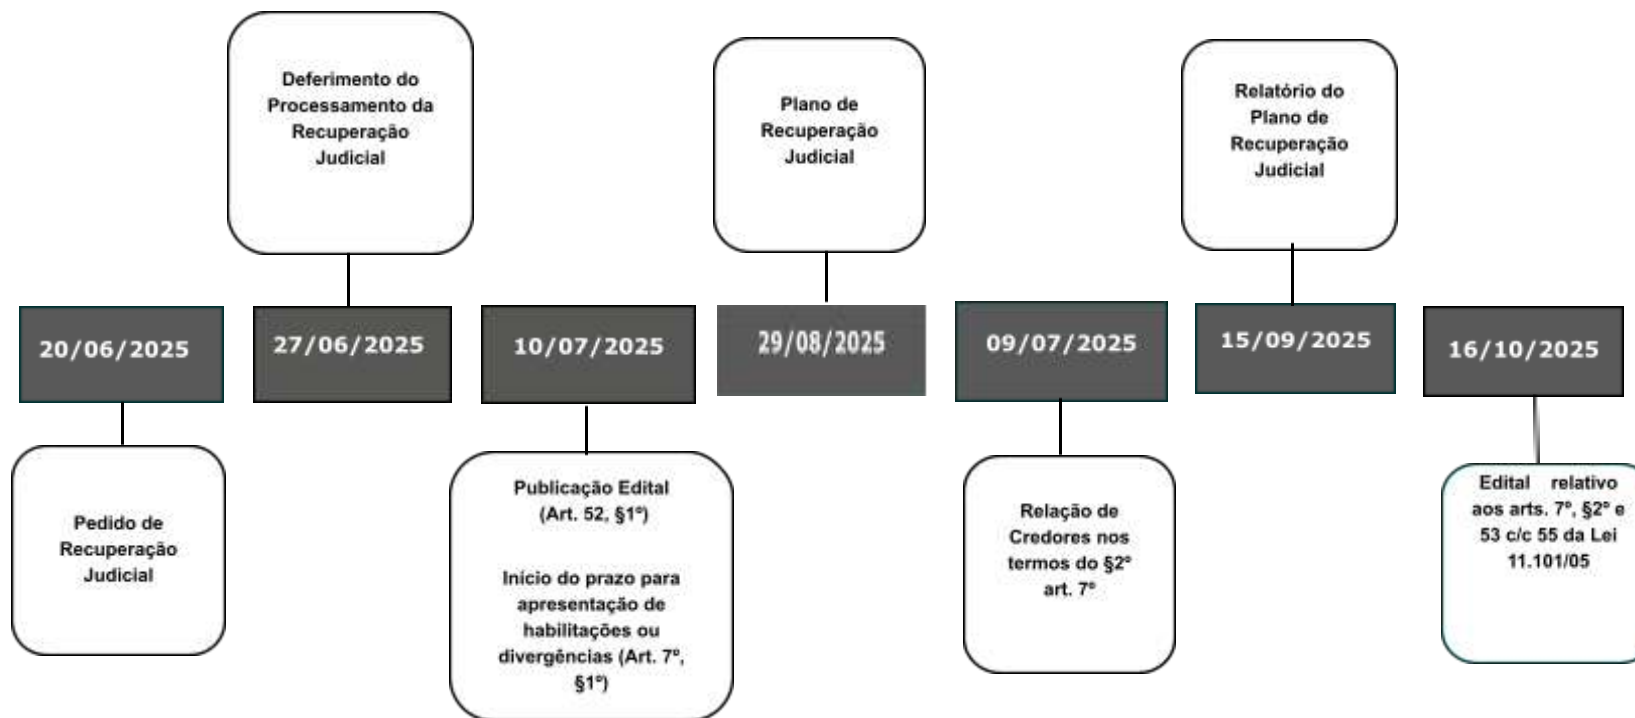 Deferimento do
Processamento da
Recuperação
Judicial
Plano de
Recuperação
Judicial
Relatório do
Plano de
Recuperação
Judicial
20/06/2025
27/06/2025
10/07/2025
29/08/2025
09/07/2025
15/09/2025
16/10/2025
Pedido de
Recuperação
Judicial
Publicação Edital
(Art. 52, §1º)
Início do prazo para
apresentação de
habilitações ou
divergências (Art. 7º,
§1º)
Relação de
Credores nos
termos do §2º
art. 7º
Edital relativo
aos arts. 7º, §2º e
53 c/c 55 da Lei
11.101/05